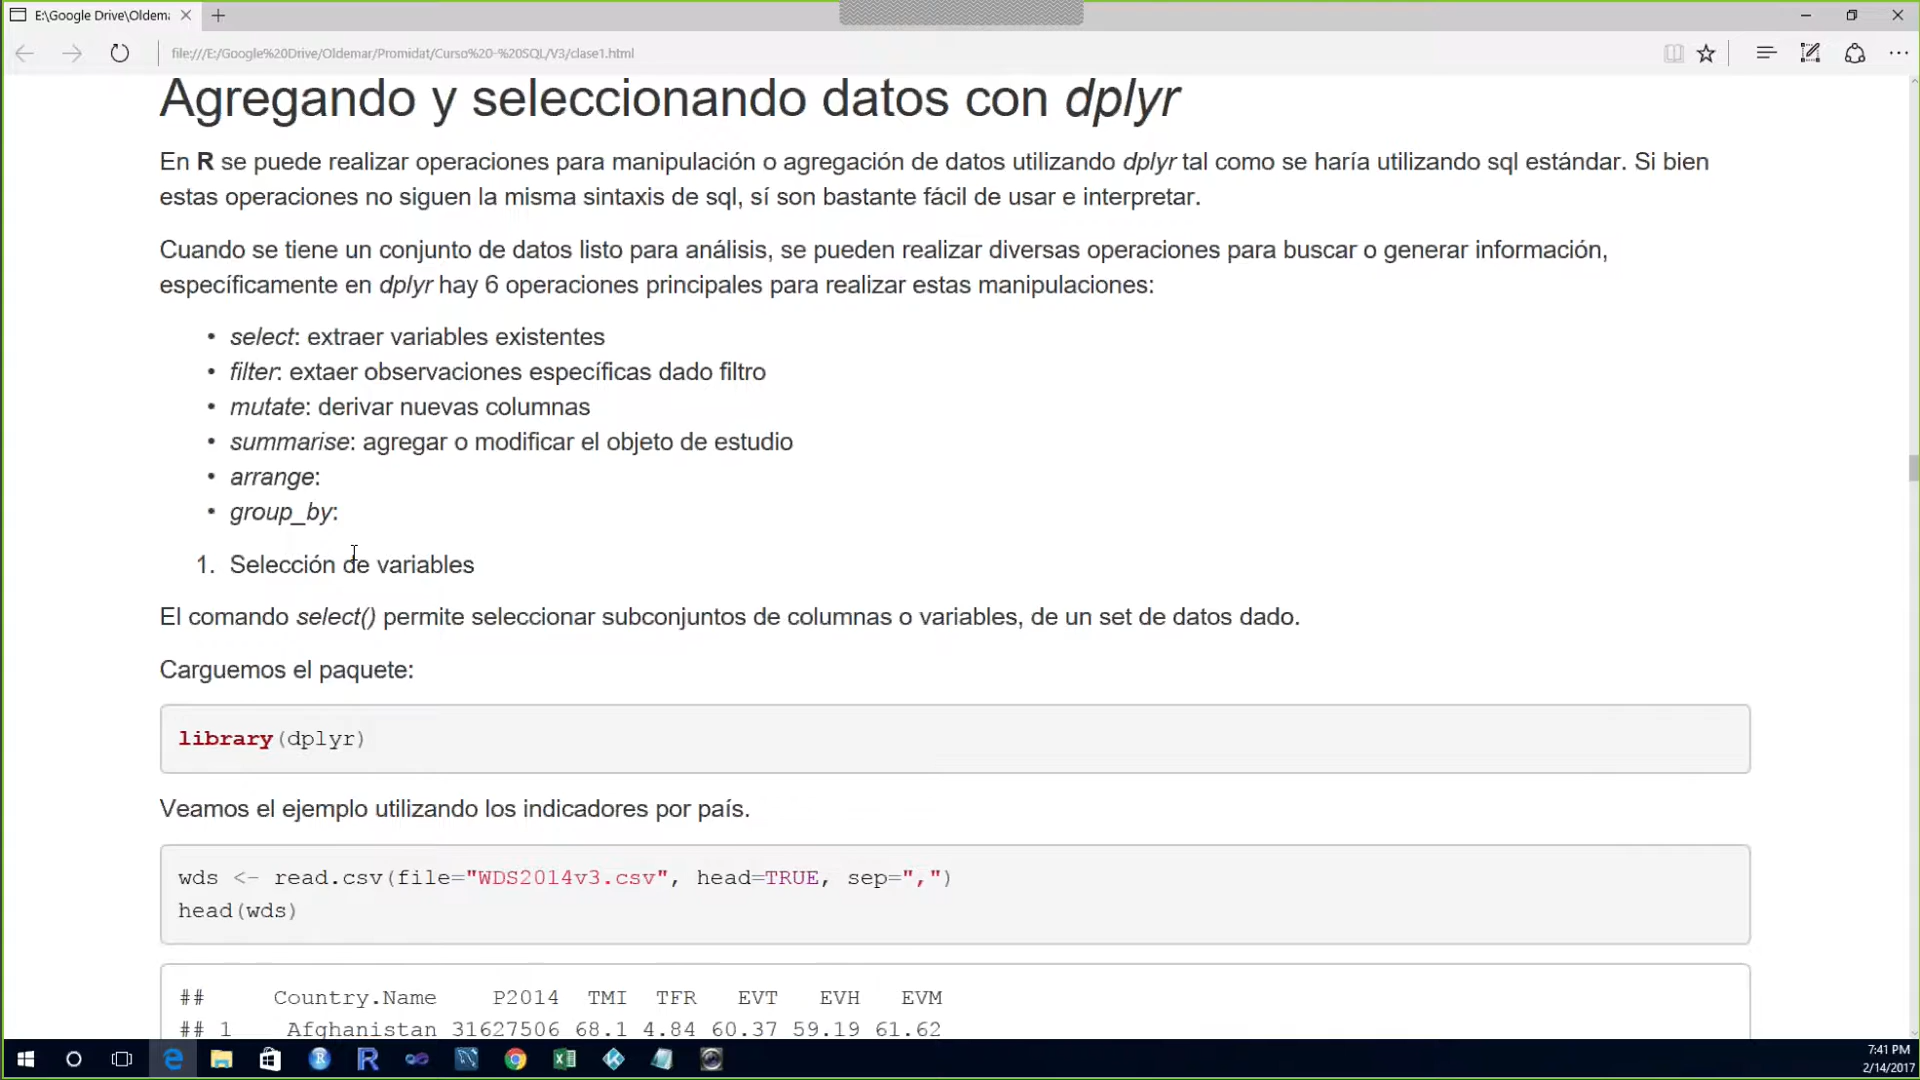 E:\Google Drive\Oldema
file:///E:/Google%20Drive/Oldemar/Promidat/Curso%20-%20SQL/V3/clase1.html
Agregando y seleccionando datos con dplyr
En R se puede realizar operaciones para manipulación o agregación de datos utilizando dplyr tal como se haría utilizando sql estándar. Si bien
estas operaciones no siguen la misma sintaxis de sql, sí son bastante fácil de usar e interpretar.
Cuando se tiene un conjunto de datos listo para análisis, se pueden realizar diversas operaciones para buscar o generar información,
específicamente en dplyr hay 6 operaciones principales para realizar estas manipulaciones:
• select: extraer variables existentes
• filter: extaer observaciones específicas dado filtro
• mutate: derivar nuevas columnas
• summarise: agregar o modificar el objeto de estudio
• arrange:
• group_by:
1. Selección de variables
El comando select() permite seleccionar subconjuntos de columnas o variables, de un set de datos dado.
Carguemos el paquete:
library(dplyr)
Veamos el ejemplo utilizando los indicadores por país.
wds <- read.csv(file="WDS2014v3.csv", head=TRUE, sep=",")
head(wds)
## Country.Name P2014 TMI TFR EVT EVH EVM
## 1 Afghanistan 31627506 68.1 4.84 60.37 59.19 61.62
7:41 PM
2/14/2017